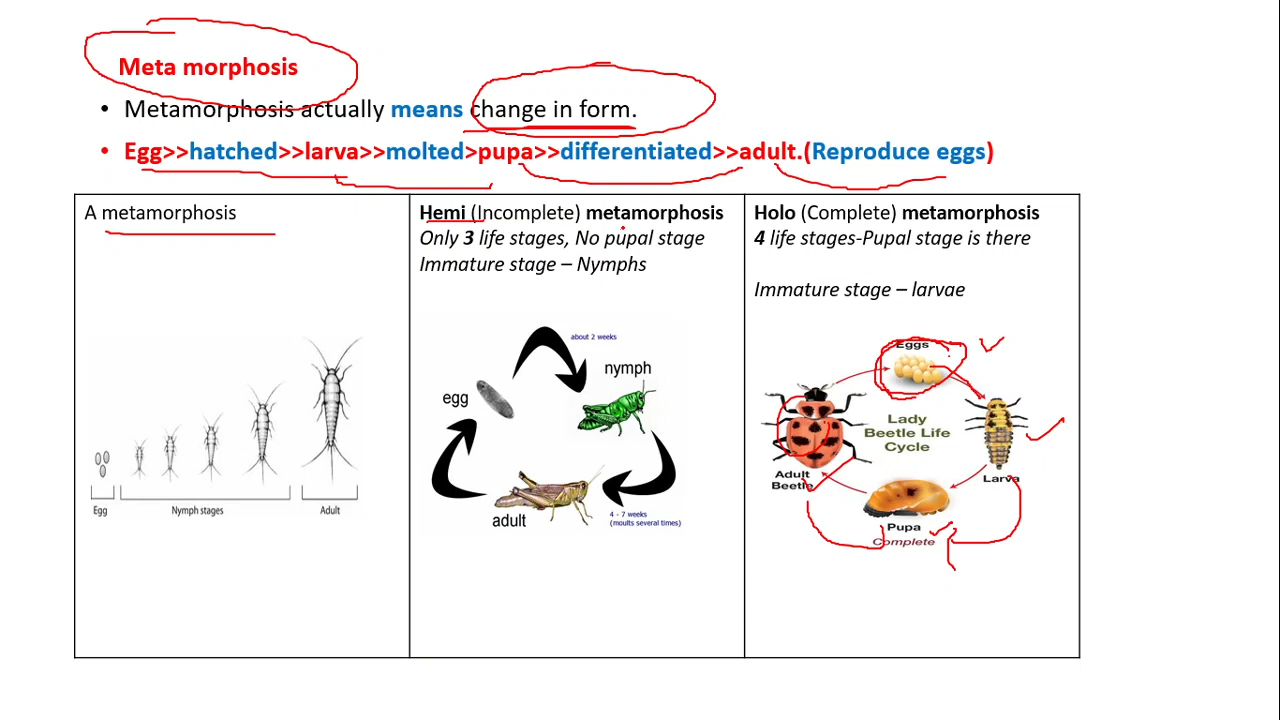 Meta morphosis
• Metamorphosis actually means change in form.
• Egg>>hatched>>larva>>molted>pupa>>differentiated>>adult.(Reproduce eggs)
A metamorphosis
Egg
Nymph stages
Adult
Hemi (Incomplete) metamorphosis
Only 3 life stages, No pupal stage
Immature stage – Nymphs
about 2 weeks
nymph
egg
adult
4 - 7 weeks
(moults several times)
Holo (Complete) metamorphosis
4 life stages-Pupal stage is there
Immature stage – larvae
Eggs
Lady
Beetle Life
Cycle
Adult
Beetle
Larva
Pupa
Complete